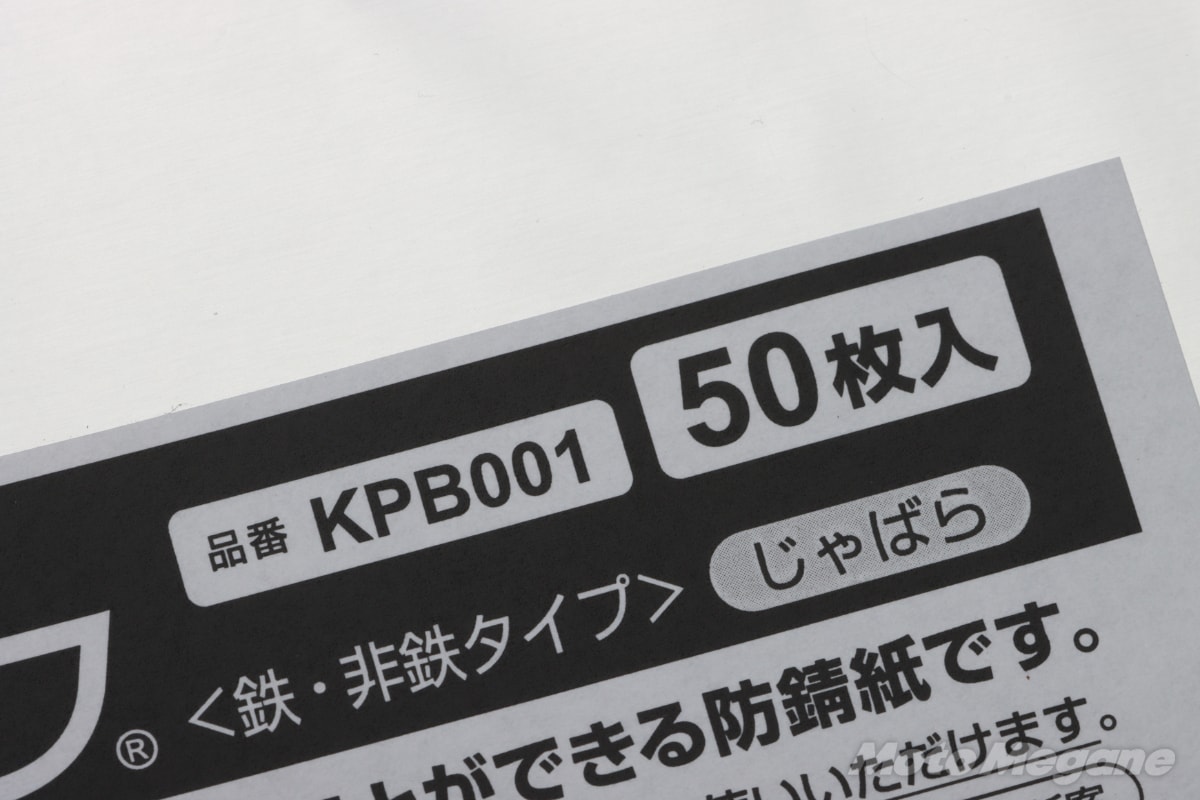 50枚入
品番 KPB001
じゃばら
<鉄・非鉄タイプ>
®
ができる防錆紙です。
いただけます。
MotoMegane